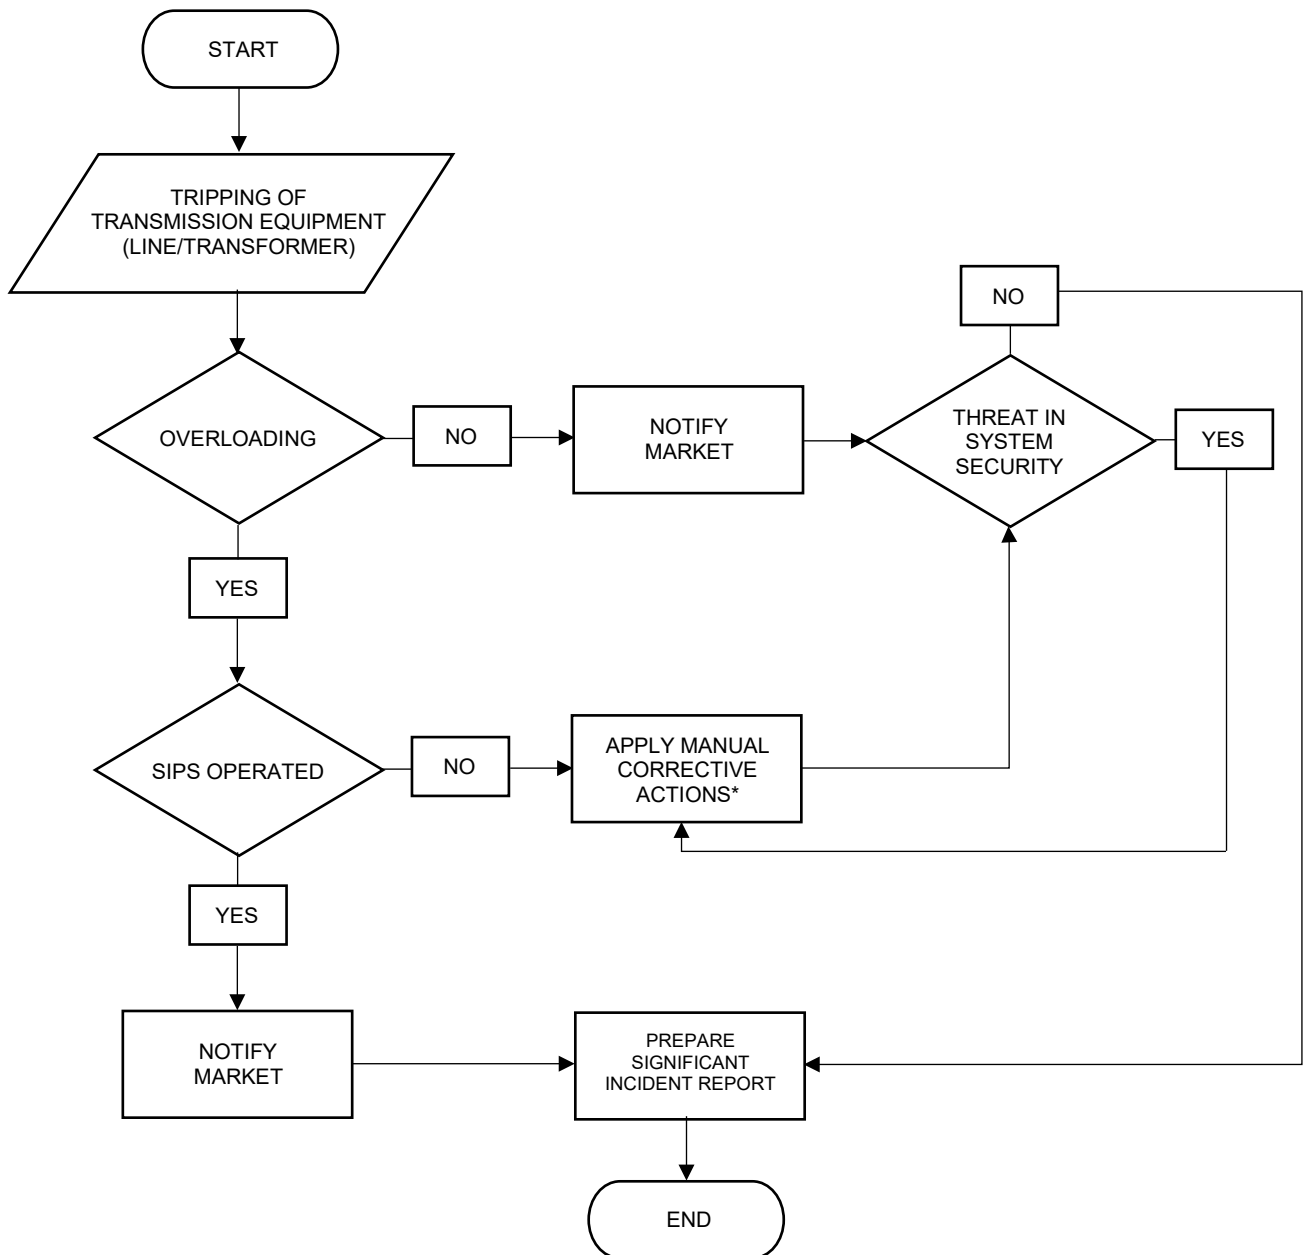 START
TRIPPING OF
TRANSMISSION EQUIPMENT
(LINE/TRANSFORMER)
NO
OVERLOADING
NO
NOTIFY
MARKET
THREAT IN
SYSTEM
SECURITY
YES
YES
SIPS OPERATED
NO
APPLY MANUAL
CORRECTIVE
ACTIONS*
YES
NOTIFY
MARKET
PREPARE
SIGNIFICANT
INCIDENT REPORT
END